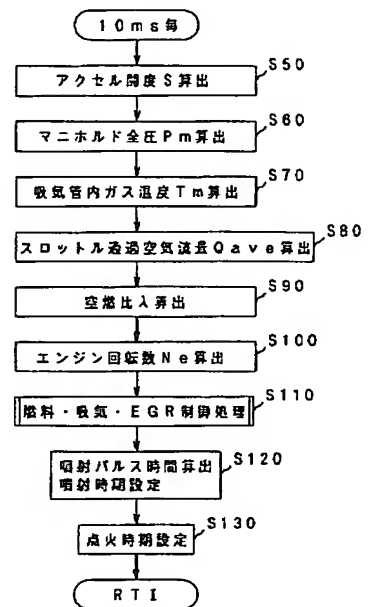 10ms毎
アクセル開度S算出
S50
マニホルド全圧Pm算出
S60
吸気管内ガス温度Tm算出
S70
スロットル通過空気流量Qave算出
S80
空燃比λ算出
S90
エンジン回転数Ne算出
S100
燃料・吸気・EGR制御処理
S110
噴射パルス時間算出
噴射時期設定
S120
点火時期設定
S130
RTI